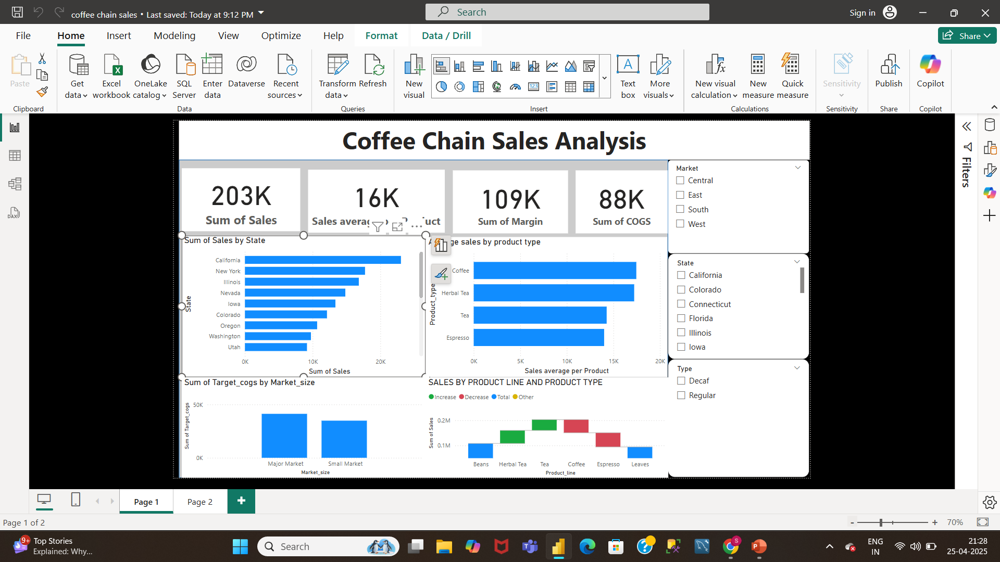 coffee chain sales • Last saved: Today at 9:12 PM
Search
Sign in
File Home Insert Modeling View Optimize Help Format Data / Drill
Share
Paste
Get data
Excel workbook
OneLake catalog
SQL Server
Enter data
Dataverse
Recent sources
Transform data
Refresh
New visual
123
A
Text box
More visuals
New visual calculation
New measure
Quick measure
Sensitivity
Publish
Copilot
Clipboard
Data
Queries
Insert
Calculations
Sensitivity
Share
Copilot
DAX
Filters
Coffee Chain Sales Analysis
203K
Sum of Sales
16K
Sales
uct
109K
Sum of Margin
88K
Sum of COGS
Market
Central
East
South
West
State
California
Colorado
Connecticut
Florida
Illinois
Iowa
Type
Decaf
Regular
Sum of Sales by State
State
California
New York
Illinois
Nevada
Iowa
Colorado
Oregon
Washington
Utah
0K 10K 20K
Sum of Sales
ge sales by product type
Product_type
Coffee
Herbal Tea
Tea
Espresso
0K 5K 10K 15K 20K
Sales average per Product
Sum of Target_cogs by Market_size
Sum of Target_cogs
50K
0K
Major Market Small Market
Market_size
SALES BY PRODUCT LINE AND PRODUCT TYPE
Increase Decrease Total Other
Sum of Sales
0.2M
0.1M
Beans Herbal Tea Tea Coffee Espresso Leaves
Product_line
Page 1 Page 2
Page 1 of 2
- + 70%
9+
Top Stories
Explained: Why...
Search
S
P
ENG
IN
21:28
25-04-2025